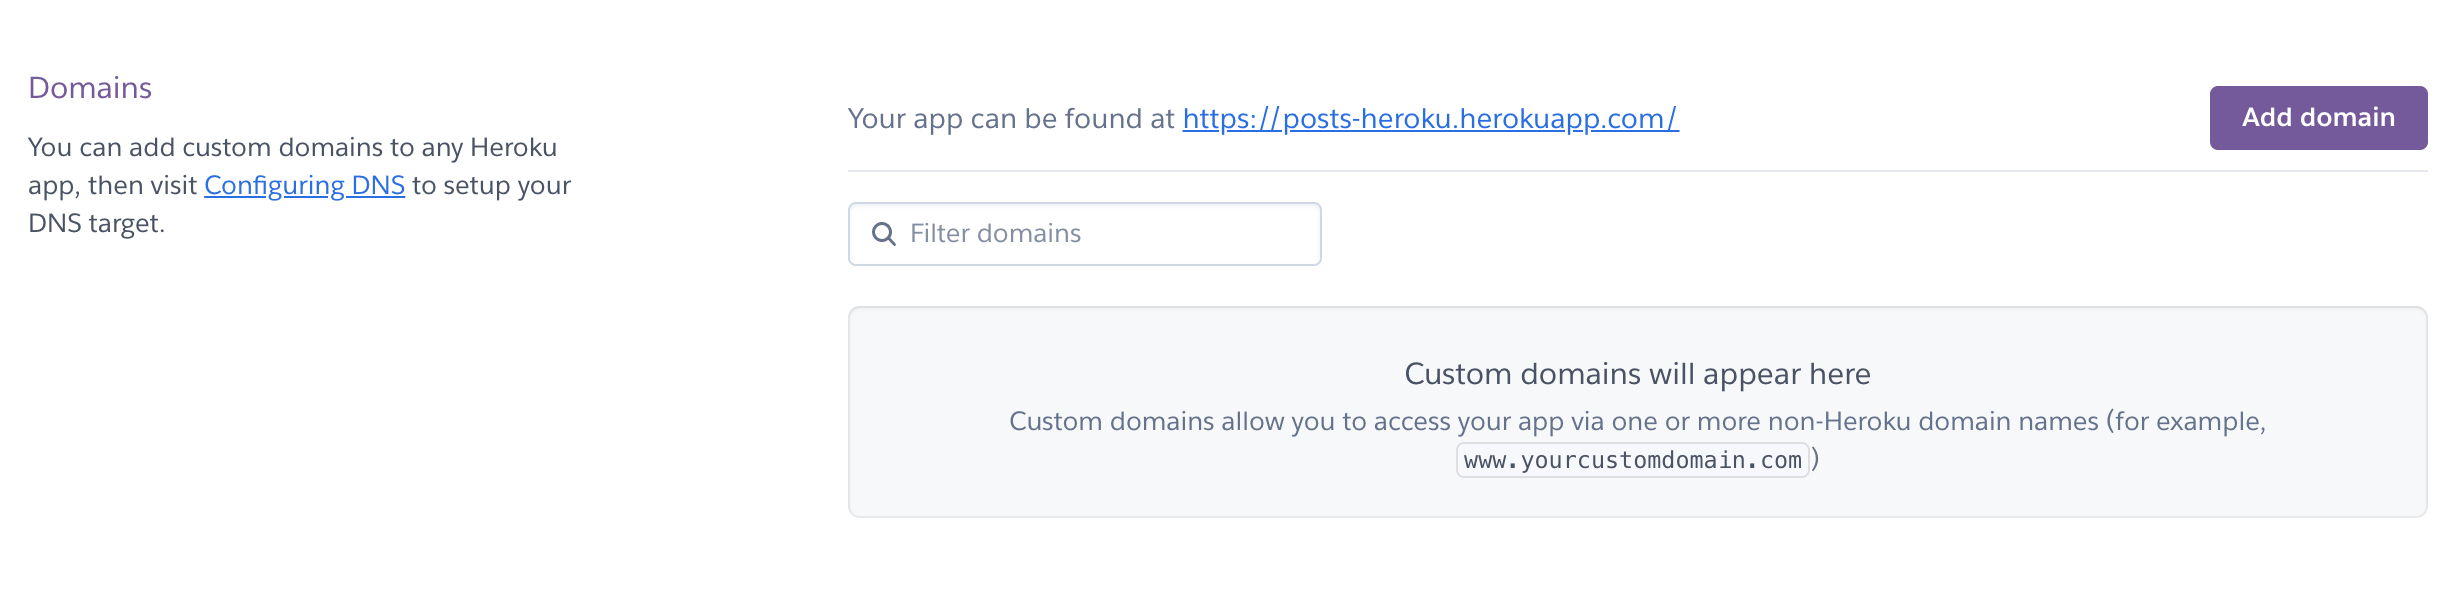 Domains
You can add custom domains to any Heroku
app, then visit Configuring DNS to setup your
DNS target.
Your app can be found at https://posts-heroku.herokuapp.com/
Add domain
Filter domains
Custom domains will appear here
Custom domains allow you to access your app via one or more non-Heroku domain names (for example,
www.yourcustomdomain.com)